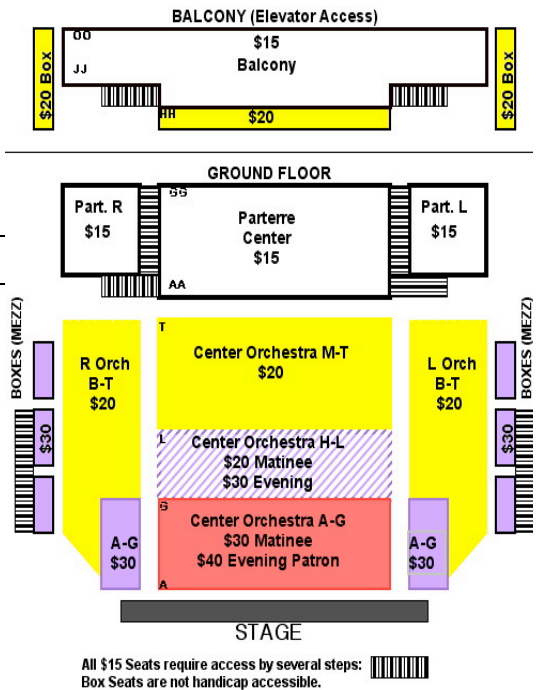 BALCONY (Elevator Access)
OO
$15
Balcony
JJ
$20 Box
$20 Box
HH
$20
GROUND FLOOR
Part. R
$15
GG
Parterre
Center
$15
AA
Part. L
$15
BOXES (MEZZ)
BOXES (MEZZ)
T
Center Orchestra M-T
$20
R Orch
B-T
$20
L Orch
B-T
$20
$30
$30
L
Center Orchestra H-L
$20 Matinee
$30 Evening
G
Center Orchestra A-G
$30 Matinee
$40 Evening Patron
A
A-G
$30
A-G
$30
STAGE
All $15 Seats require access by several steps:
Box Seats are not handicap accessible.